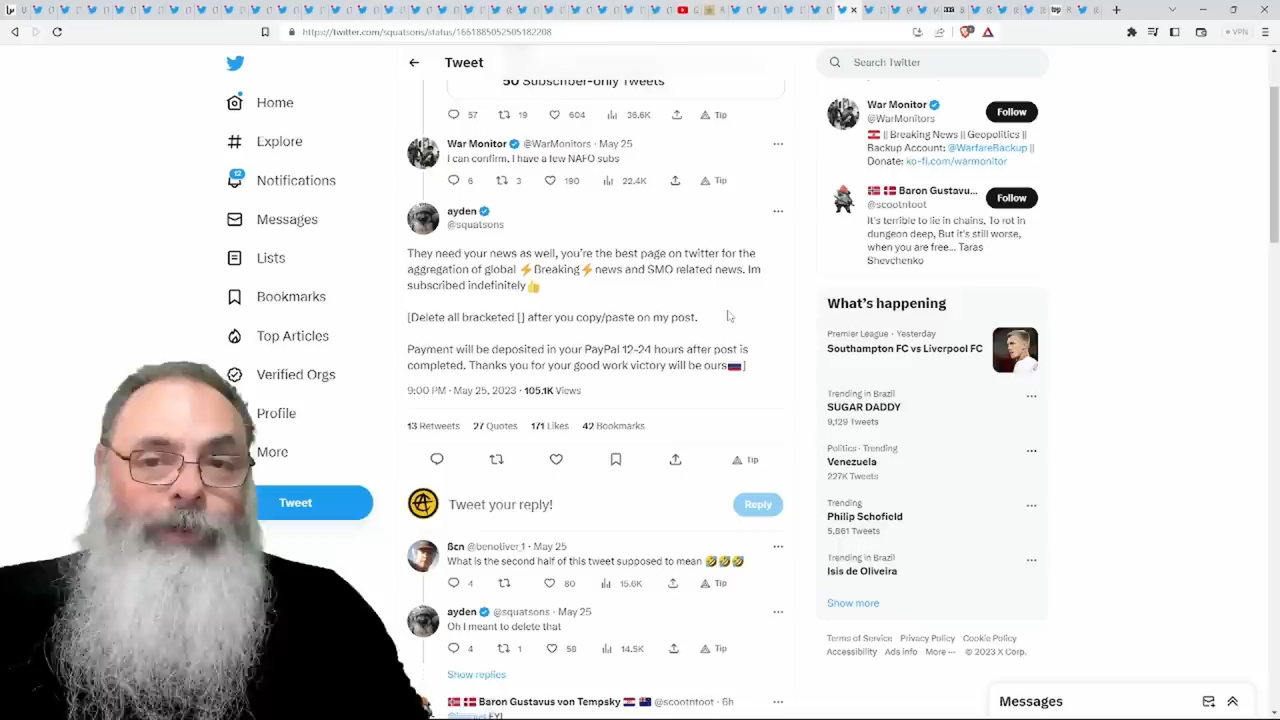 https://twitter.com/squatsons/status/1661885052505182208
VPN
Home
Explore
12
Notifications
Messages
Lists
Bookmarks
Top Articles
Verified Orgs
Profile
More
Tweet
Tweet
50 Subscriber-only Tweets
57 19 604 36.6K Tip
War Monitor @WarMonitors · May 25
I can confirm, I have a few NAFO subs
6 3 190 22.4K Tip
ayden
@squatsons
They need your news as well, you're the best page on twitter for the
aggregation of global ⚡Breaking⚡news and SMO related news. Im
subscribed indefinitely👍
[Delete all bracketed [] after you copy/paste on my post.
Payment will be deposited in your PayPal 12-24 hours after post is
completed. Thank you for your good work victory will be ours🇷🇺]
9:00 PM · May 25, 2023 · 105.1K Views
13 Retweets 27 Quotes 171 Likes 42 Bookmarks
Tip
Tweet your reply!
Reply
ßcn @benoliver_1 · May 25
What is the second half of this tweet supposed to mean 🤣🤣🤣
4 80 15.6K Tip
ayden @squatsons · May 25
Oh I meant to delete that
4 1 58 14.5K Tip
Show replies
Baron Gustavus von Tempsky @scootntoot · 6h
FYI
Search Twitter
War Monitor
@WarMonitors
Follow
|| Breaking News || Geopolitics ||
Backup Account: @WarfareBackup ||
Donate: ko-fi.com/warmonitor
Baron Gustavu...
@scootntoot
Follow
It's terrible to lie in chains, To rot in
dungeon deep, But it's still worse,
when you are free... Taras
Shevchenko
What's happening
Premier League · Yesterday
Southampton FC vs Liverpool FC
Trending in Brazil
SUGAR DADDY
9,129 Tweets
Politics · Trending
Venezuela
227K Tweets
Trending
Philip Schofield
5,861 Tweets
Trending in Brazil
Isis de Oliveira
Show more
Terms of Service Privacy Policy Cookie Policy
Accessibility Ads info More ··· © 2023 X Corp.
Messages